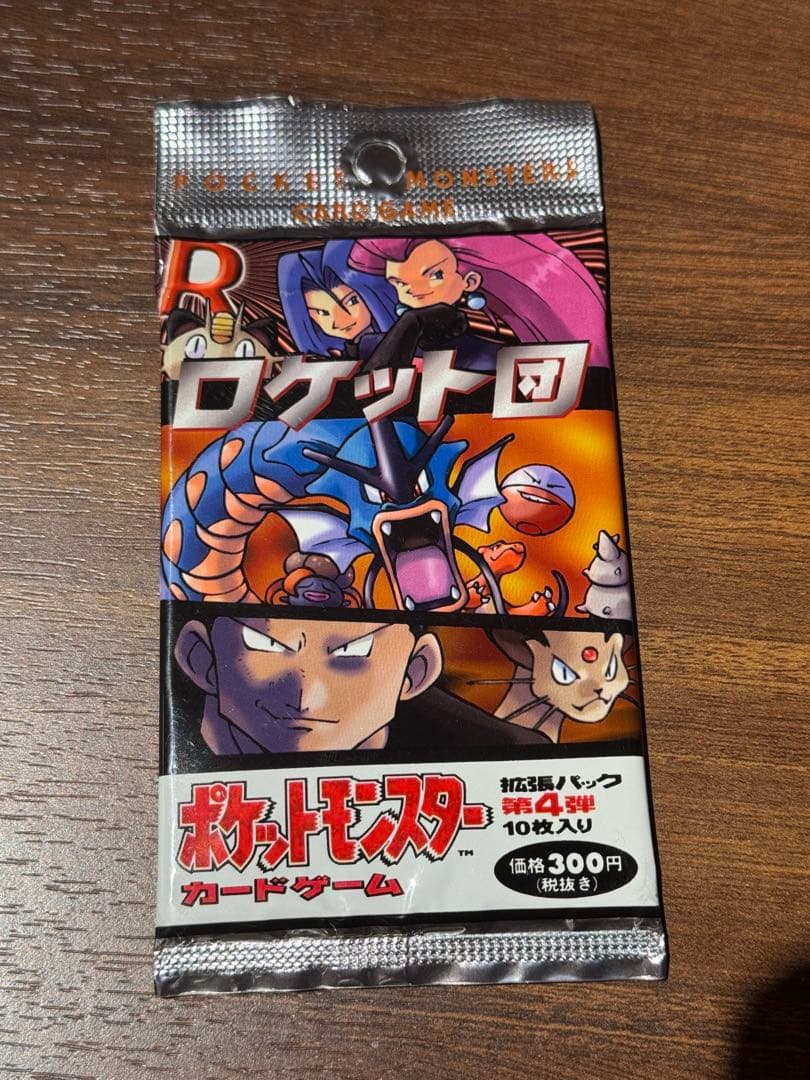 POCKET MONSTERS
CARD GAME
R
ロケット団
ポケットモンスター™
カードゲーム
拡張パック
第4弾
10枚入り
価格300円
(税抜き)